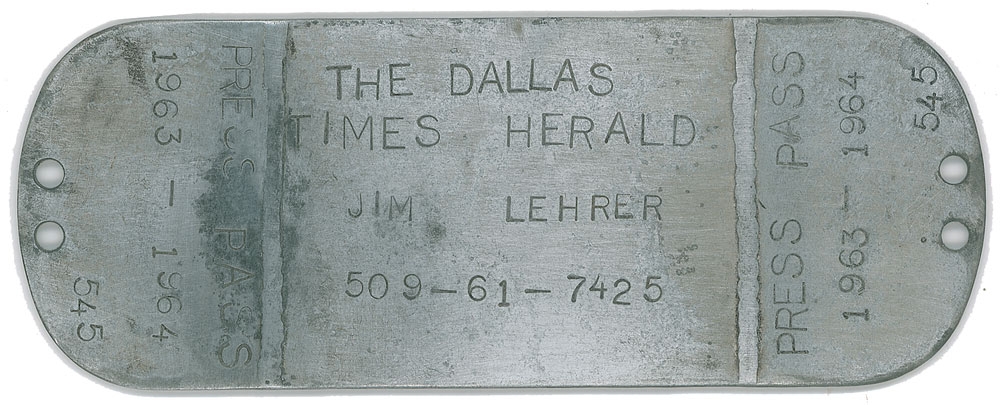 THE DALLAS
TIMES HERALD
JIM LEHRER
509-61-7425
PRESS PASS
1963-1964
545
PRESS PASS
1963-1964
545